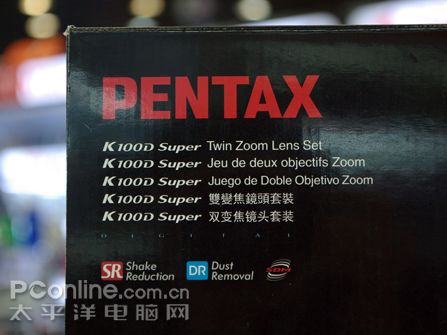 PENTAX
K100D Super Twin Zoom Lens Set
K100D Super Jeu de deux objectifs Zoom
K100D Super Juego de Doble Objetivo Zoom
K100D Super 雙變焦鏡頭套裝
K100D Super 双变焦镜头套装
DIGITAL
SR Shake Reduction DR Dust Removal SDM
PConline.com.cn
太平洋电脑网